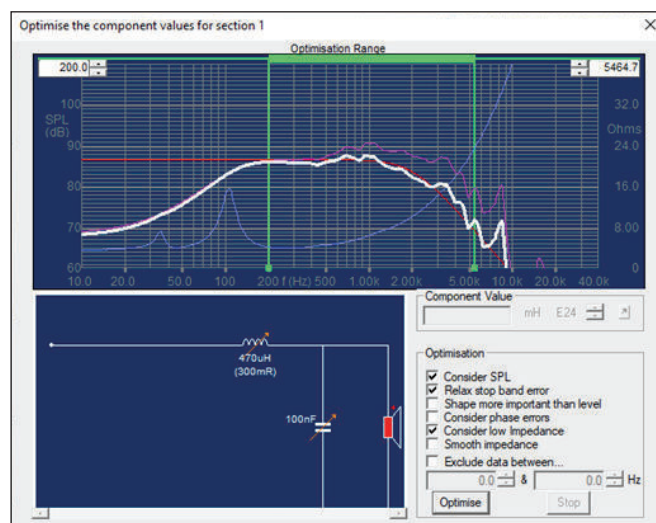 Optimise the component values for section 1
Optimisation Range
200.0
5464.7
100
90
80
70
60
SPL
(dB)
32.0
24.0
16.0
8.00
0
Ohms
10.0 20.0 50.0 100 200 f (Hz) 500 1.00k 2.00k 5.00k 10.0k 20.0k 40.0k
470uH
(300mR)
100nF
Component Value
mH E24
Optimisation
Consider SPL
Relax stop band error
Shape more important than level
Consider phase errors
Consider low Impedance
Smooth impedance
Exclude data between...
0.0 & 0.0 Hz
Optimise Stop